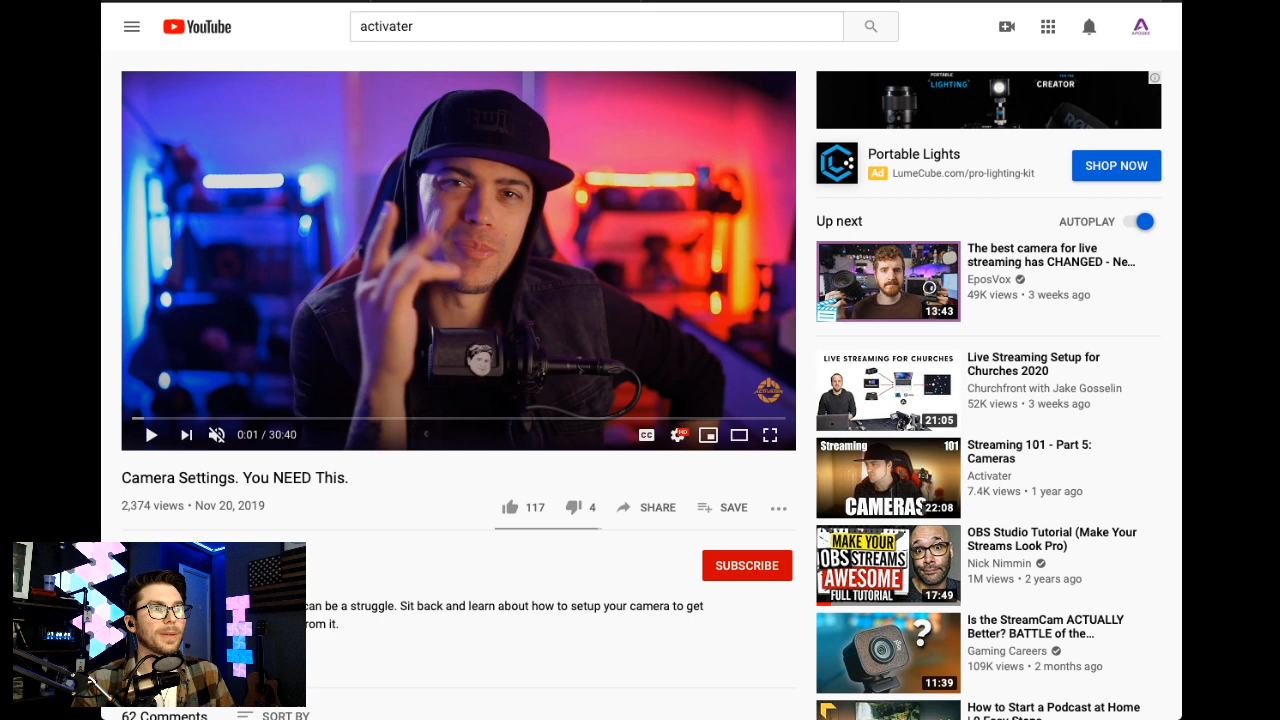 YouTube
activater
APOGEE
ACTIVATER
0:01 / 30:40
CC
HD
Camera Settings. You NEED This.
2,374 views • Nov 20, 2019
117
4
SHARE
SAVE
SUBSCRIBE
can be a struggle. Sit back and learn about how to setup your camera to get
rom it.
62 Comments
SORT BY
PORTABLE
LIGHTING
FOR THE
CREATOR
Portable Lights
Ad LumeCube.com/pro-lighting-kit
SHOP NOW
Up next
AUTOPLAY
The best camera for live
streaming has CHANGED - Ne...
EposVox
49K views • 3 weeks ago
13:43
LIVE STREAMING FOR CHURCHES
21:05
Live Streaming Setup for
Churches 2020
Churchfront with Jake Gosselin
52K views • 3 weeks ago
Streaming 101
CAMERAS
22:08
Streaming 101 - Part 5:
Cameras
Activater
7.4K views • 1 year ago
MAKE YOUR
OBS STREAMS
AWESOME
FULL TUTORIAL
17:49
OBS Studio Tutorial (Make Your
Streams Look Pro)
Nick Nimmin
1M views • 2 years ago
?
11:39
Is the StreamCam ACTUALLY
Better? BATTLE of the...
Gaming Careers
109K views • 2 months ago
How to Start a Podcast at Home